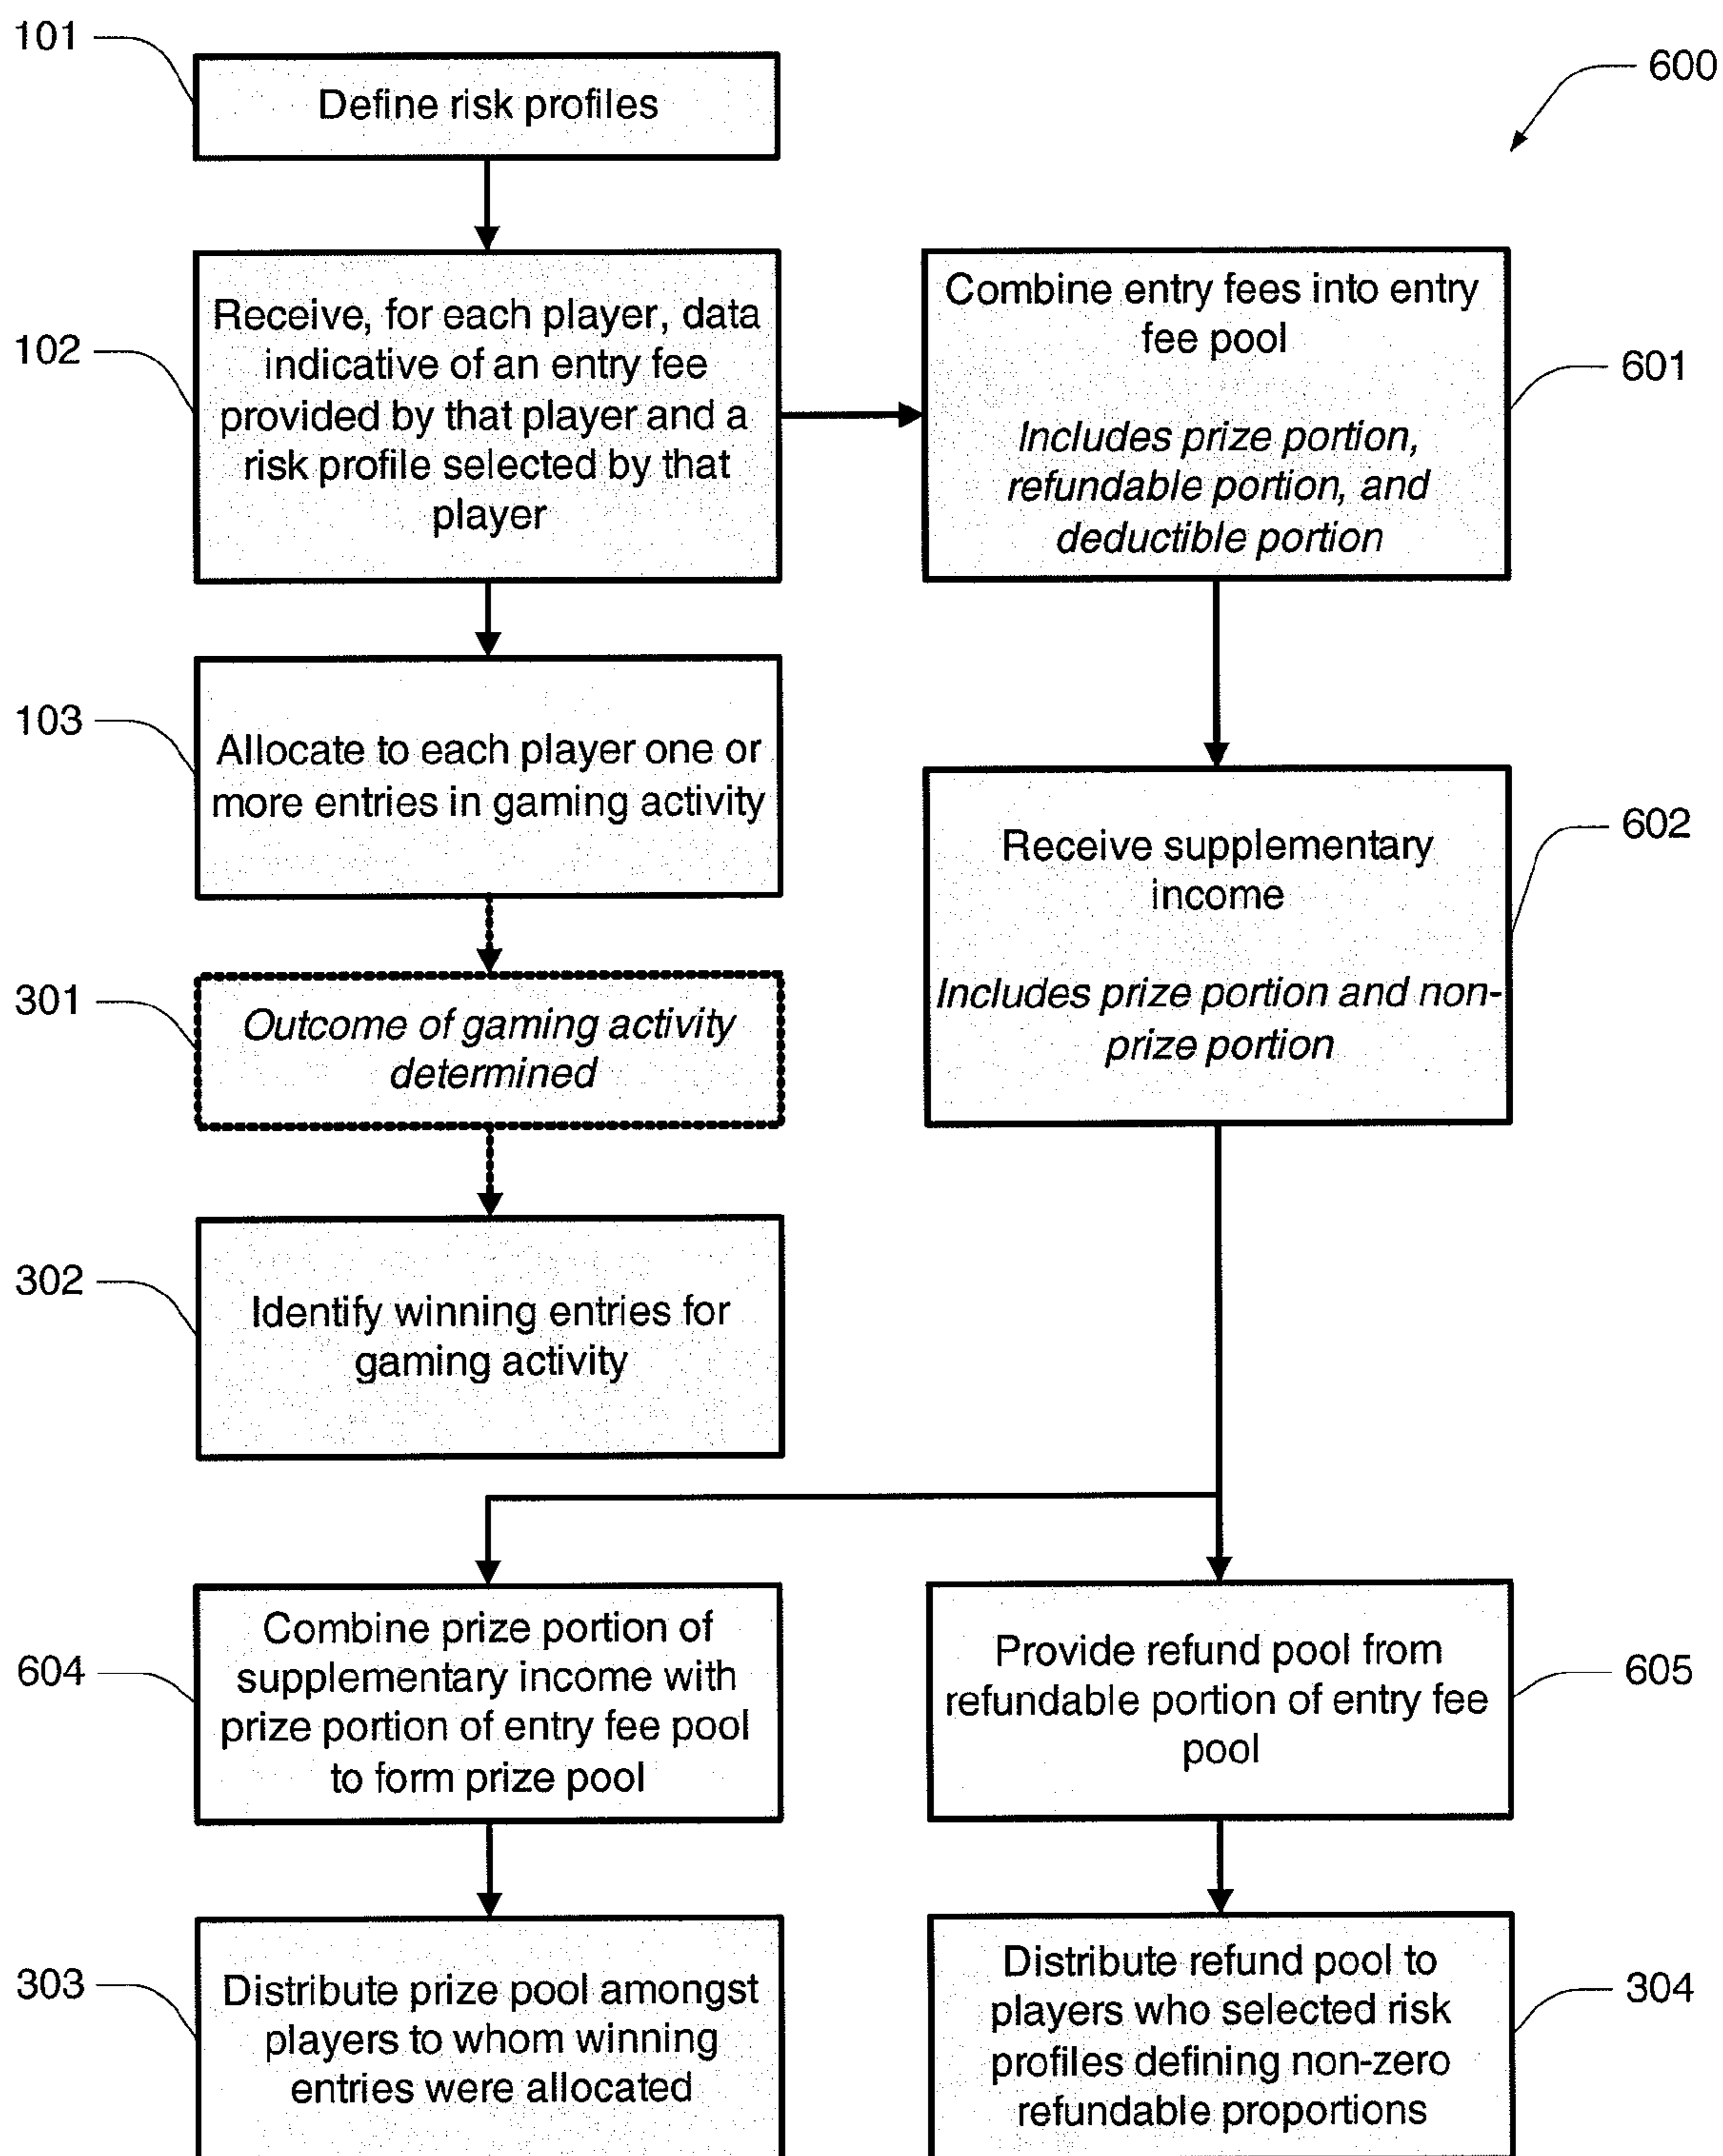 101
Define risk profiles
600
Receive, for each player, data
indicative of an entry fee
provided by that player and a
risk profile selected by that
player
102
Combine entry fees into entry
fee pool
Includes prize portion,
refundable portion, and
deductible portion
601
103
Allocate to each player one or
more entries in gaming activity
Receive supplementary
income
Includes prize portion and non-
prize portion
602
301
Outcome of gaming activity
determined
302
Identify winning entries for
gaming activity
604
Combine prize portion of
supplementary income with
prize portion of entry fee pool
to form prize pool
Provide refund pool from
refundable portion of entry fee
pool
605
303
Distribute prize pool amongst
players to whom winning
entries were allocated
Distribute refund pool to
players who selected risk
profiles defining non-zero
refundable proportions
304